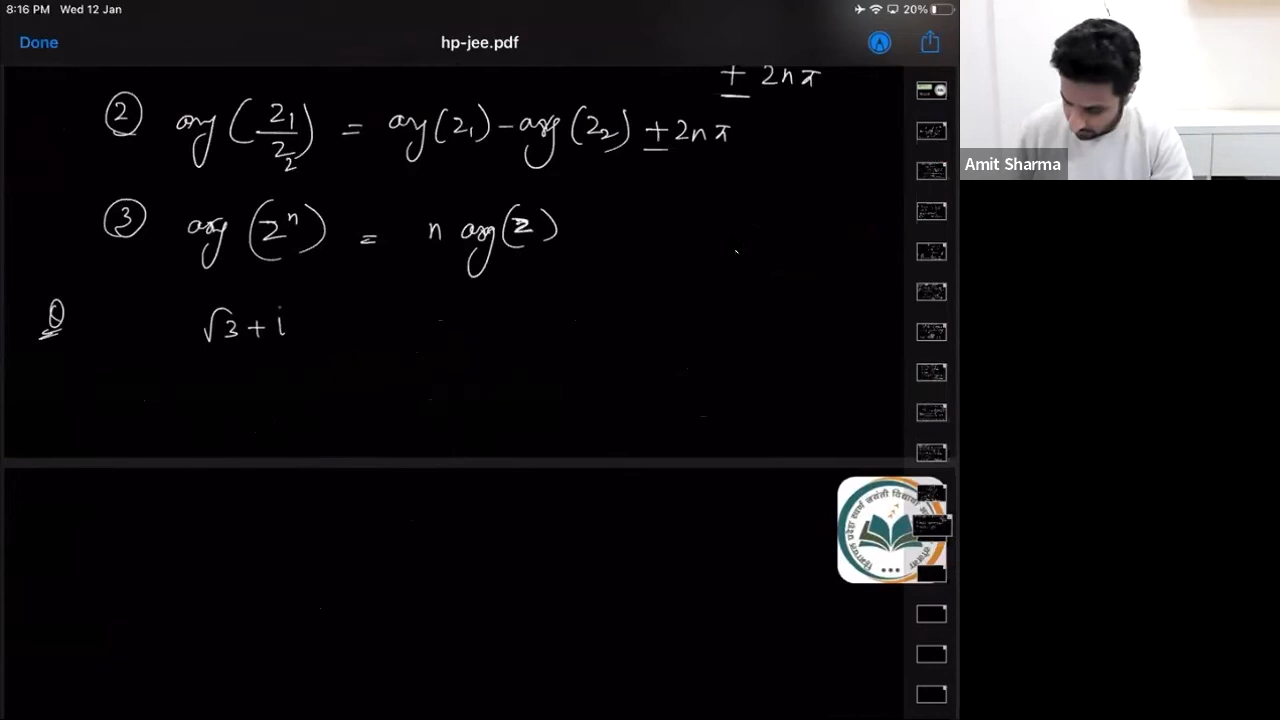 8:16 PM Wed 12 Jan
20%
Done
hp-jee.pdf
± 2nπ
② arg(z₁/z₂) = arg(z₁) - arg(z₂) ± 2nπ
③ arg(zⁿ) = n arg(z)
Q √3 + i
Amit Sharma